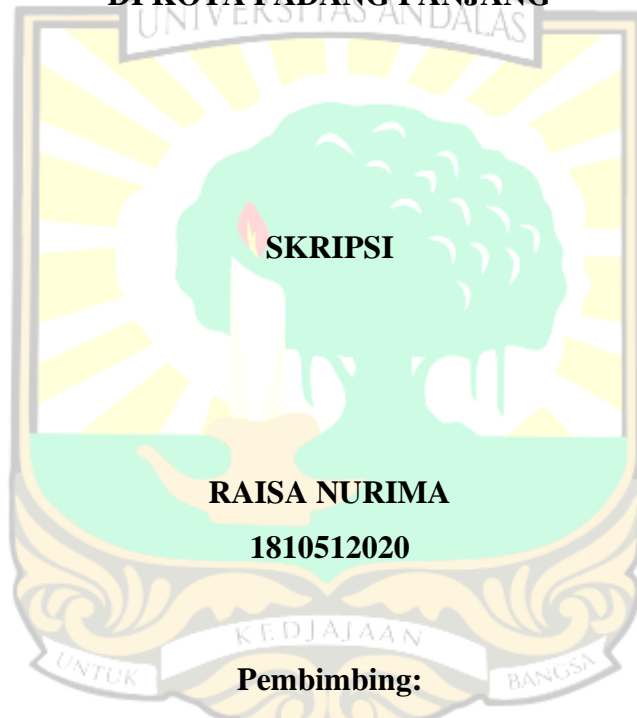 DI KOTA PADANG PANJANG
UNIVERSITAS ANDALAS
SKRIPSI
RAISA NURIMA
1810512020
KEDJAJAAN
UNTUK BANGSA
Pembimbing: